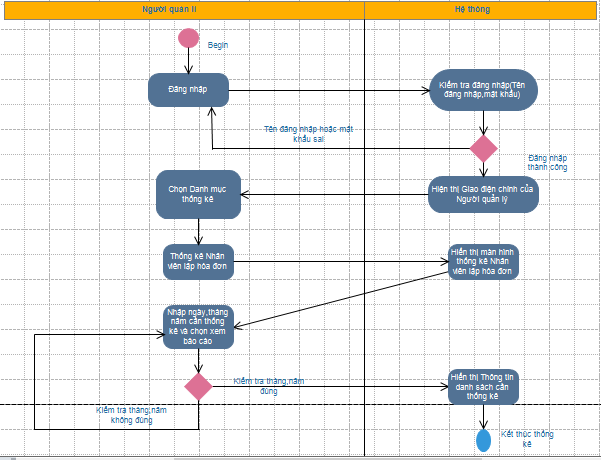 Người quản lí
Hệ thông
Begin
Đăng nhập
Kiểm tra đăng nhập(Tên
đăng nhập,mật khẩu)
Tên đăng nhập hoặc mật
khẩu sai
Đăng nhập
thành công
Chọn Danh mục
thống kê
Hiện thị Giao điện chính của
Người quản lý
Thống kê Nhân
viên lập hóa đơn
Hiển thị màn hình
thống kê Nhân
viên lập hóa đơn
Nhập ngày,tháng
năm cần thống
kê và chọn xem
báo cáo
Kiểm tra tháng,năm
đúng
Hiển thị Thông tin
danh sách cần
thống kê
Kiểm tra tháng,năm
không đúng
Kết thúc thống
kê